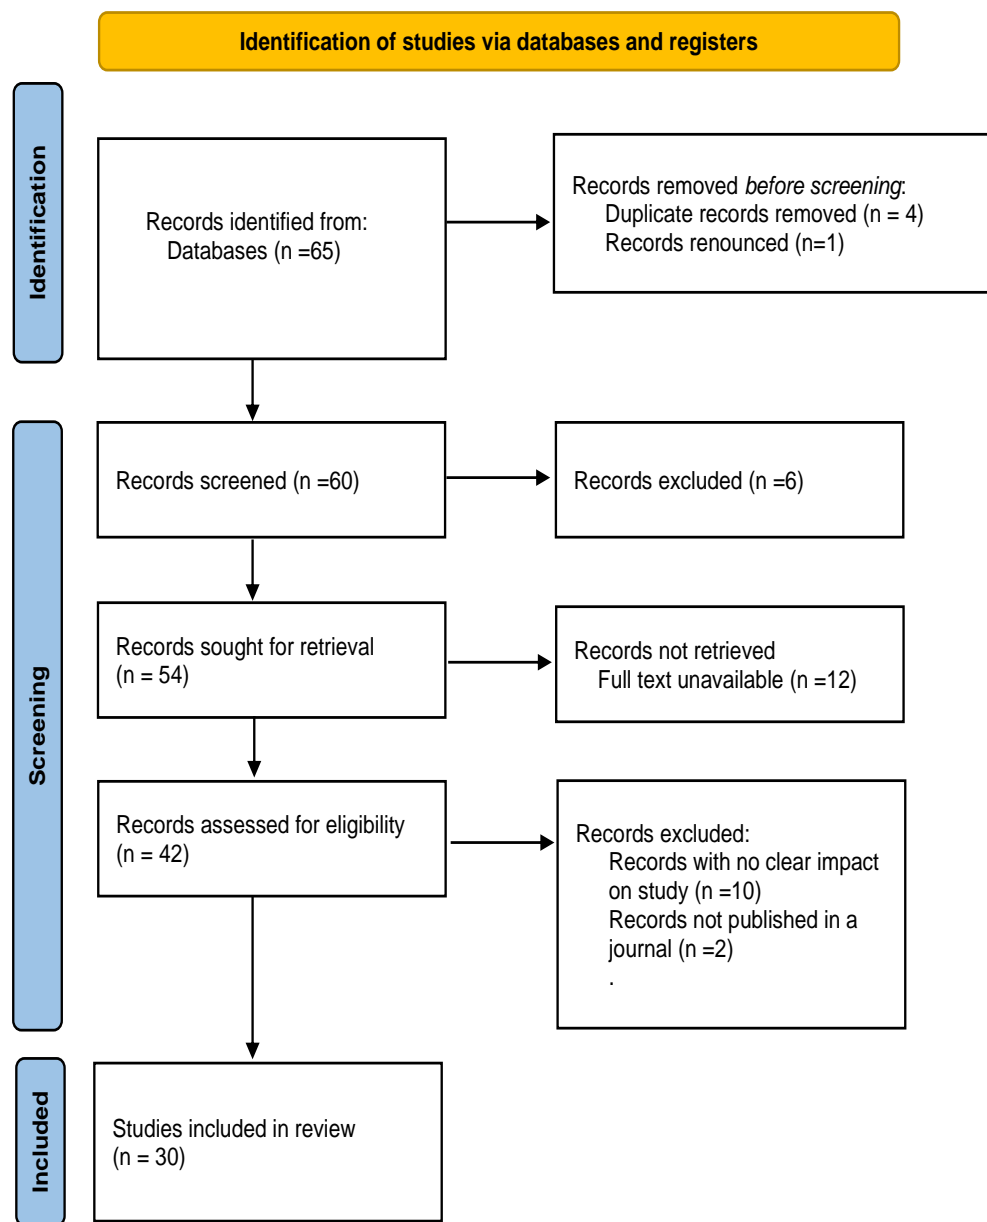 Identification of studies via databases and registers
Identification
Records identified from:
Databases (n =65)
Records removed before screening:
Duplicate records removed (n = 4)
Records renounced (n=1)
Screening
Records screened (n =60)
Records excluded (n =6)
Records sought for retrieval
(n = 54)
Records not retrieved
Full text unavailable (n =12)
Records assessed for eligibility
(n = 42)
Records excluded:
Records with no clear impact
on study (n =10)
Records not published in a
journal (n =2)
.
Included
Studies included in review
(n = 30)